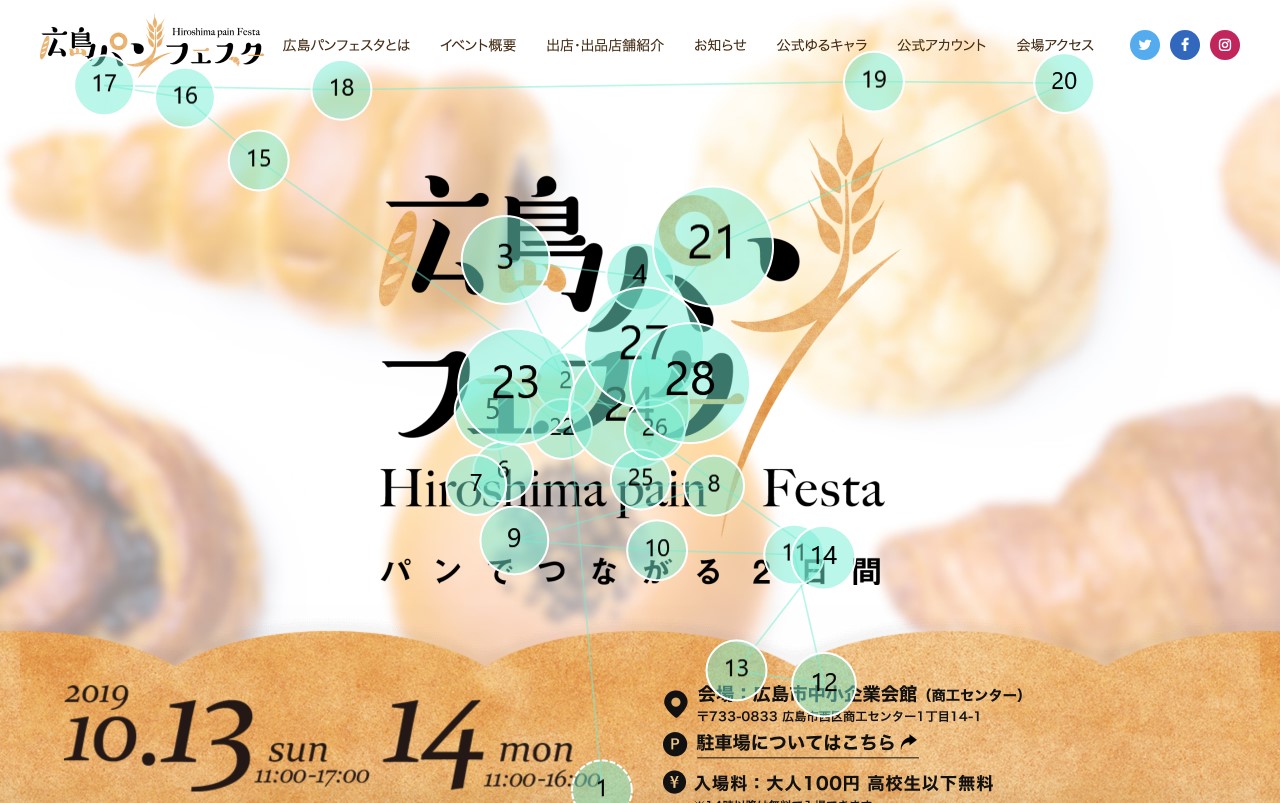 広島パンフェスタ
Hiroshima pain Festa
広島パンフェスタとは
イベント概要
出店・出品店舗紹介
お知らせ
公式ゆるキャラ
公式アカウント
会場アクセス
17
16
18
19
20
15
広島パン
3
4
21
27
フェスタ
23
2
28
5
24
22
26
Hiroshima pain Festa
6
7
25
8
9
10
11
14
パンでつながる2日間
13
12
2019
10.13 sun 14 mon
11:00-17:00
11:00-16:00
1
会場：広島市中小企業会館（商工センター）
〒733-0833 広島市西区商工センター1丁目14-1
P 駐車場についてはこちら
¥ 入場料：大人100円 高校生以下無料